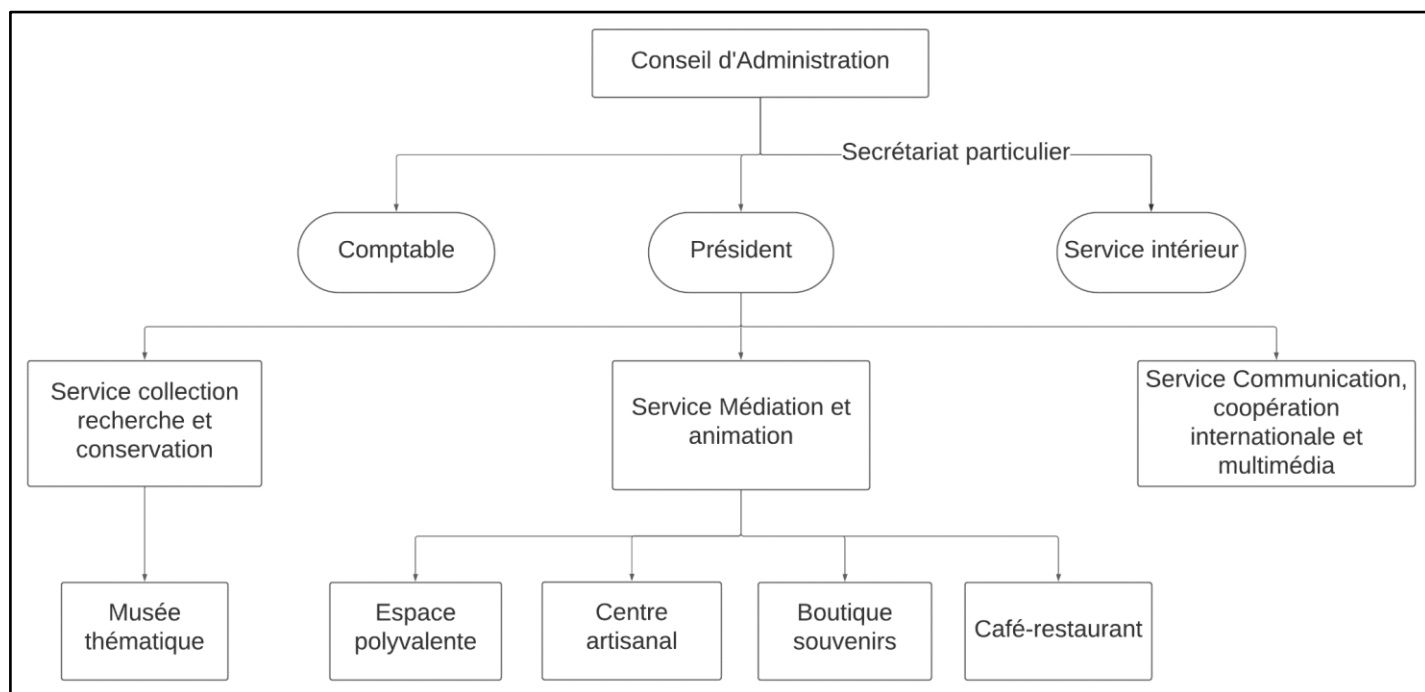 Conseil d'Administration
Secrétariat particulier
Comptable
Président
Service intérieur
Service collection
recherche et
conservation
Service Médiation et
animation
Service Communication,
coopération
internationale et
multimédia
Musée
thématique
Espace
polyvalente
Centre
artisanal
Boutique
souvenirs
Café-restaurant